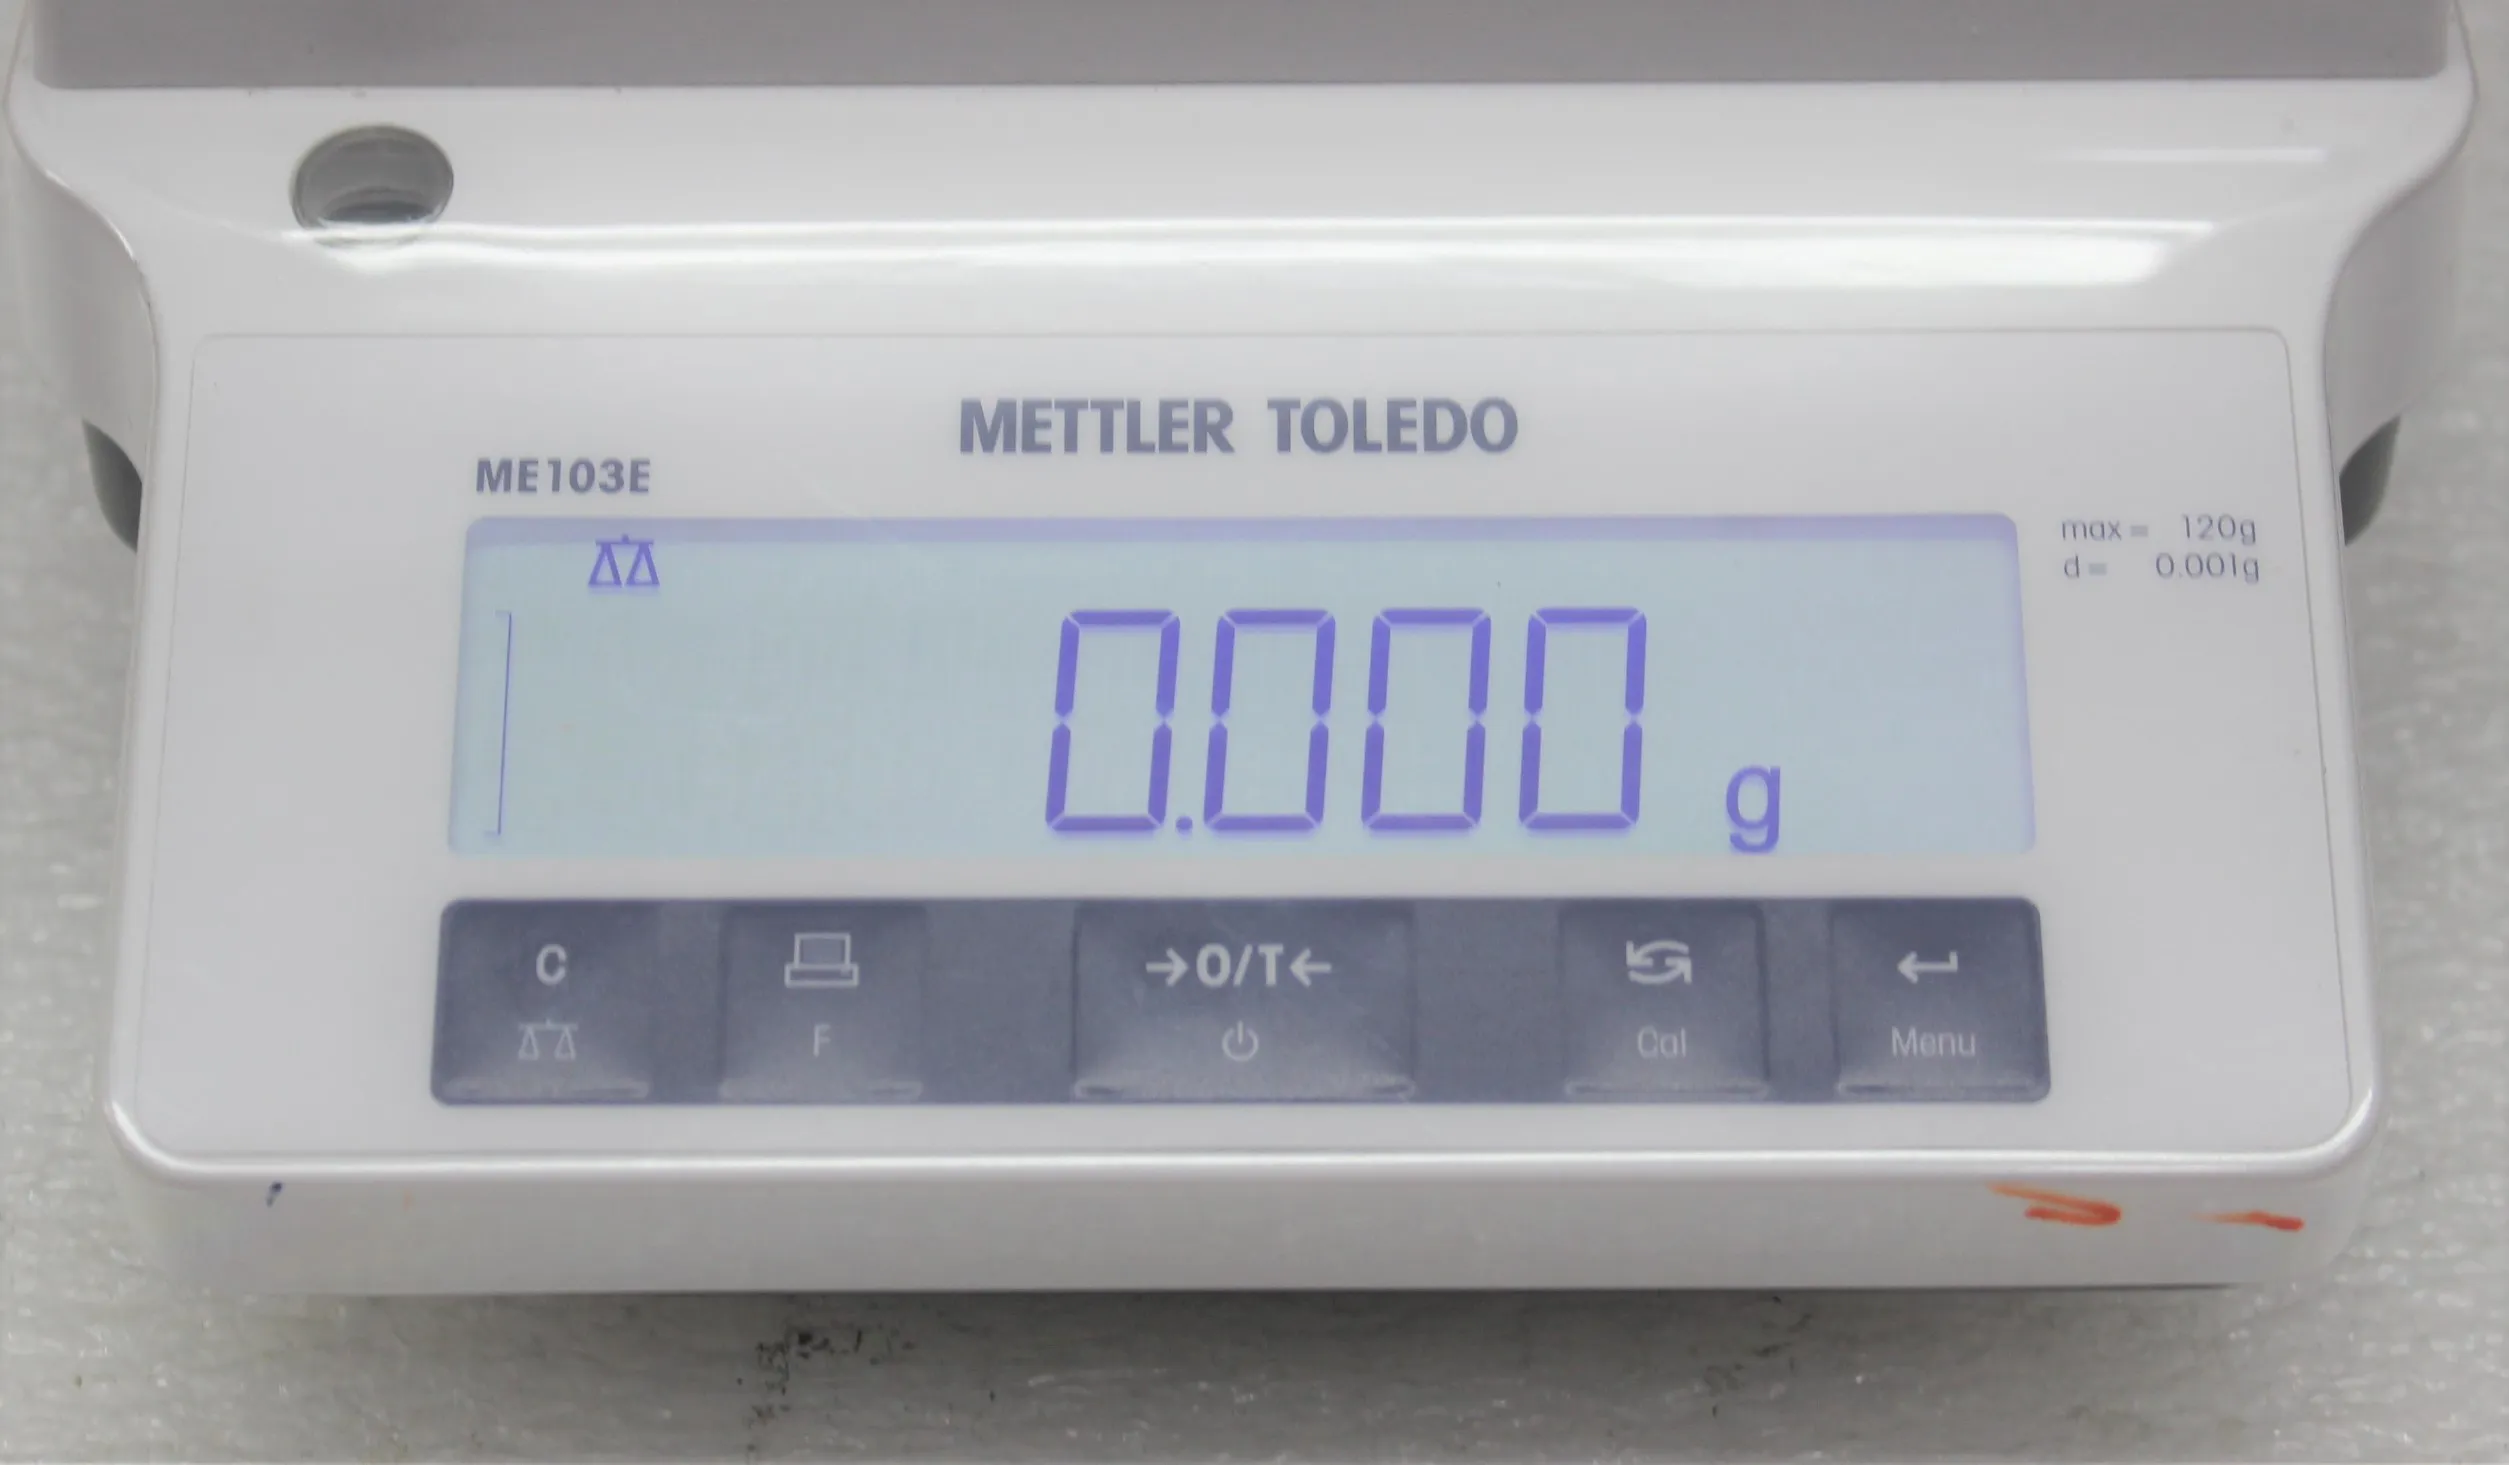 METTLER TOLEDO
ME103E
max = 120g
d = 0.001g
0.000 g
C
→0/T←
F
Cal
Menu